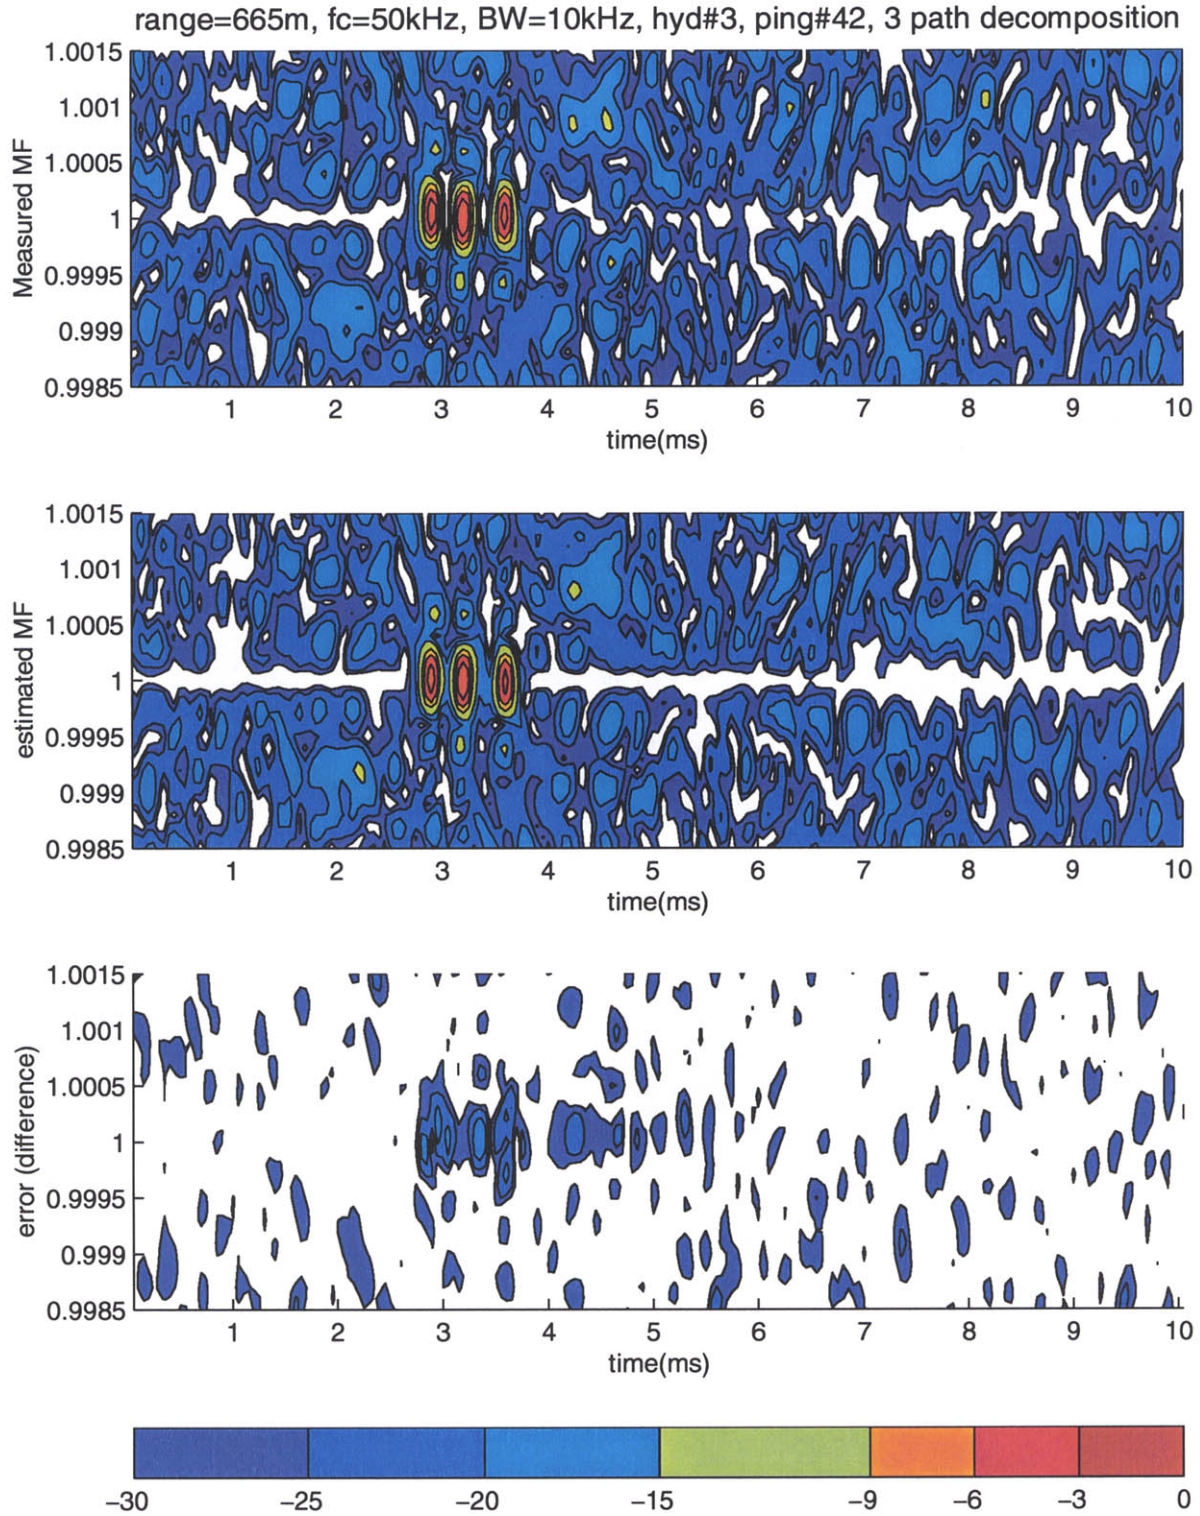 range=665m, fc=50kHz, BW=10kHz, hyd#3, ping#42, 3 path decomposition
Measured MF
1.0015
1.001
1.0005
1
0.9995
0.999
0.9985
1 2 3 4 5 6 7 8 9 10
time(ms)
estimated MF
1.0015
1.001
1.0005
1
0.9995
0.999
0.9985
1 2 3 4 5 6 7 8 9 10
time(ms)
error (difference)
1.0015
1.001
1.0005
1
0.9995
0.999
0.9985
1 2 3 4 5 6 7 8 9 10
time(ms)
−30 −25 −20 −15 −9 −6 −3 0